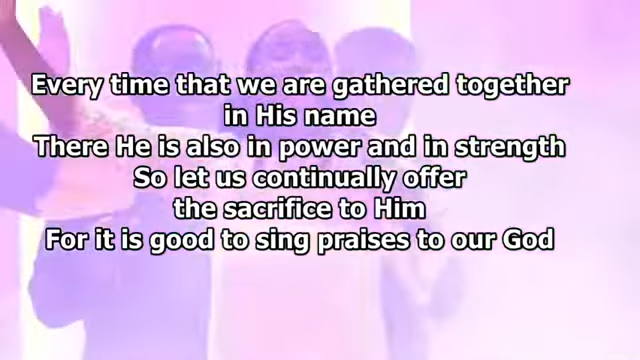 Every time that we are gathered together
in His name
There He is also in power and in strength
So let us continually offer
the sacrifice to Him
For it is good to sing praises to our God